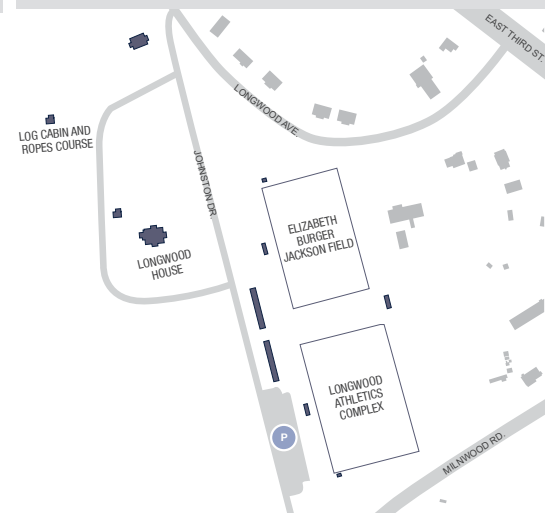 EAST THIRD ST.
LONGWOOD AVE.
LOG CABIN AND
ROPES COURSE
JOHNSTON DR.
ELIZABETH
BURGER
JACKSON FIELD
LONGWOOD
HOUSE
LONGWOOD
ATHLETICS
COMPLEX
P
MILNWOOD RD.